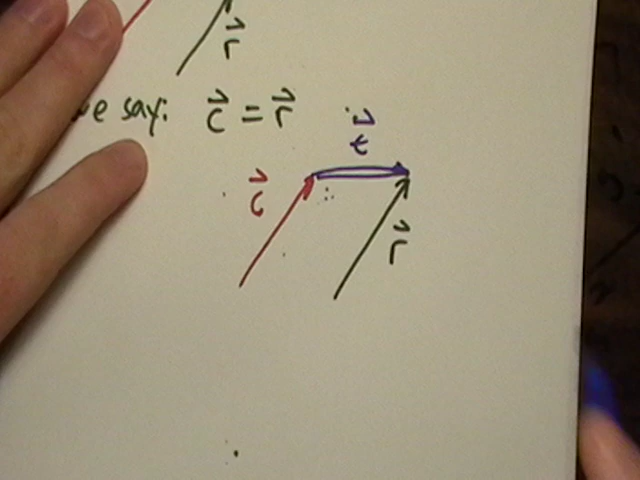 r⃗
we say: c⃗ = r⃗
t⃗
c⃗
r⃗